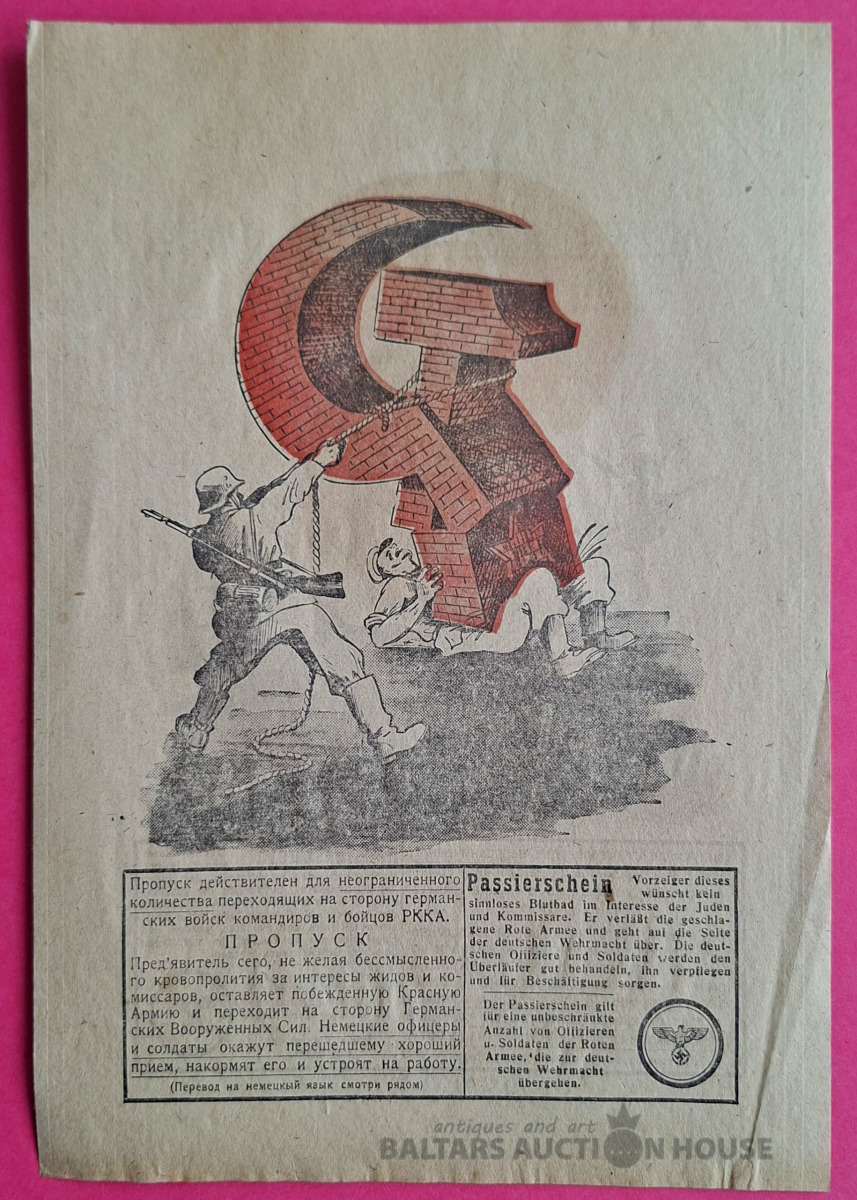 Пропуск действителен для неограниченного
количества переходящих на сторону герман-
ских войск командиров и бойцов РККА.
ПРОПУСК
Пред'явитель сего, не желая бессмысленно-
го кровопролития за интересы жидов и ко-
миссаров, оставляет побежденную Красную
Армию и переходит на сторону Герман-
ских Вооруженных Сил. Немецкие офицеры
и солдаты окажут перешедшему хороший
прием, накормят его и устроят на работу.
(Перевод на немецкый язык смотри рядом)
Passierschein Vorzeiger dieses
wünscht kein
sinnloses Blutbad im Interesse der Juden
und Kommissare. Er verläßt die geschla-
gene Rote Armee und geht auf die Seite
der deutschen Wehrmacht über. Die deut-
schen Offiziere und Soldaten werden den
Überläufer gut behandeln, ihn verpflegen
und für Beschäftigung sorgen.
Der Passierschein gilt
für eine unbeschränkte
Anzahl von Offizieren
u. Soldaten der Roten
Armee, die zur deut-
schen Wehrmacht
übergehen.
antiques and art
BALTARS AUCTION HOUSE